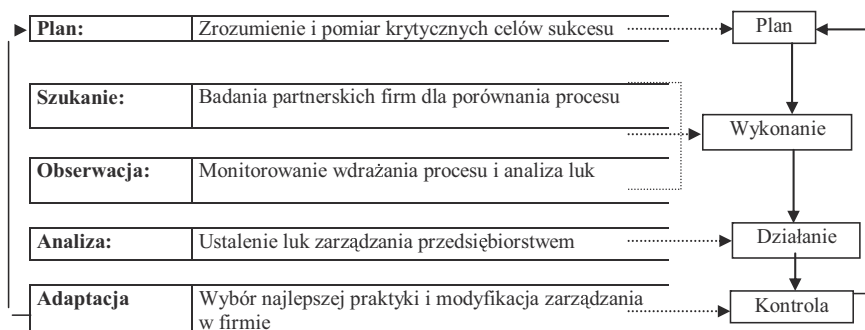 Plan: Zrozumienie i pomiar krytycznych celów sukcesu Plan
Szukanie: Badania partnerskich firm dla porównania procesu
Wykonanie
Obserwacja: Monitorowanie wdrażania procesu i analiza luk
Analiza: Ustalenie luk zarządzania przedsiębiorstwem Działanie
Adaptacja Wybór najlepszej praktyki i modyfikacja zarządzania
w firmie
Kontrola